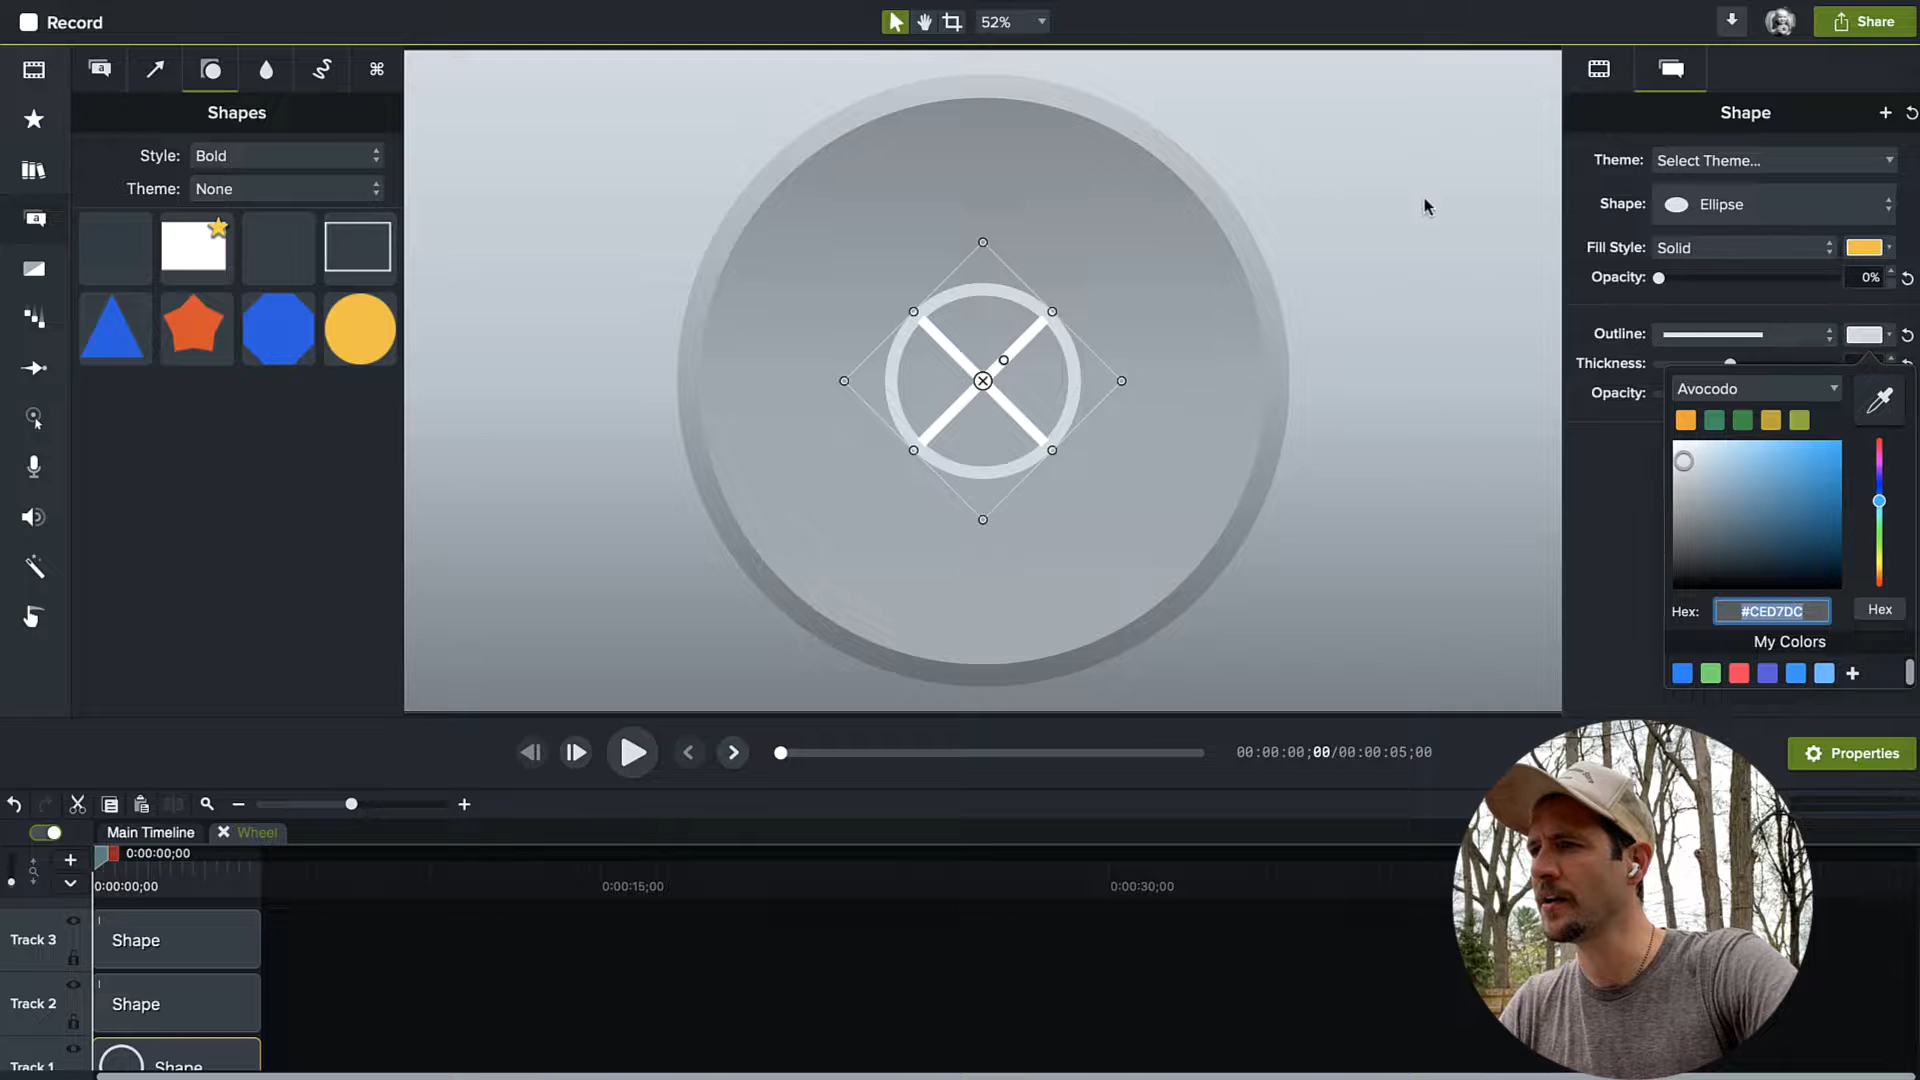 Record
52%
Share
Shapes
Style: Bold
Theme: None
Shape
Theme: Select Theme...
Shape: Ellipse
Fill Style: Solid
Opacity: 0%
Outline:
Thickness:
Opacity:
Avocodo
Hex: #CED7DC Hex
My Colors
00:00:00;00/00:00:05;00
Properties
Main Timeline Wheel
0:00:00;00
0:00:00;00 0:00:15;00 0:00:30;00
Track 3 Shape
Track 2 Shape
Track 1 Shape